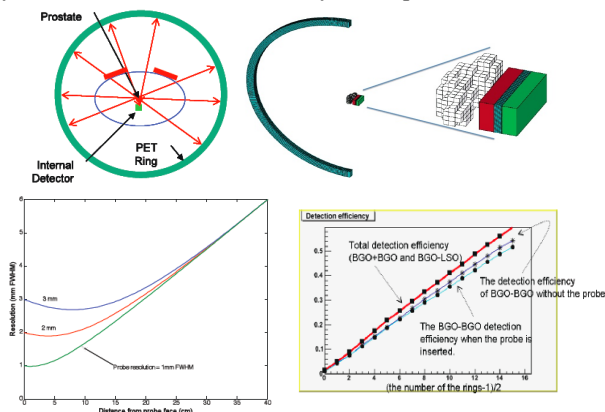 Prostate
Internal
Detector
PET
Ring
6
5
4
3
2
1
0
Resolution (mm FWHM)
3 mm
2 mm
Probe resolution= 1mm FWHM
0 5 10 15 20 25 30 35 40
Distance from probe face (cm)
Detection efficiency
0.5
0.4
0.3
0.2
0.1
0
Total detection efficiency
(BGO+BGO and BGO-LSO)
The detection efficiency
of BGO-BGO without the probe
The BGO-BGO detection
efficiency when the probe is
inserted.
0 2 4 6 8 10 12 14 16
(the number of the rings-1)/2